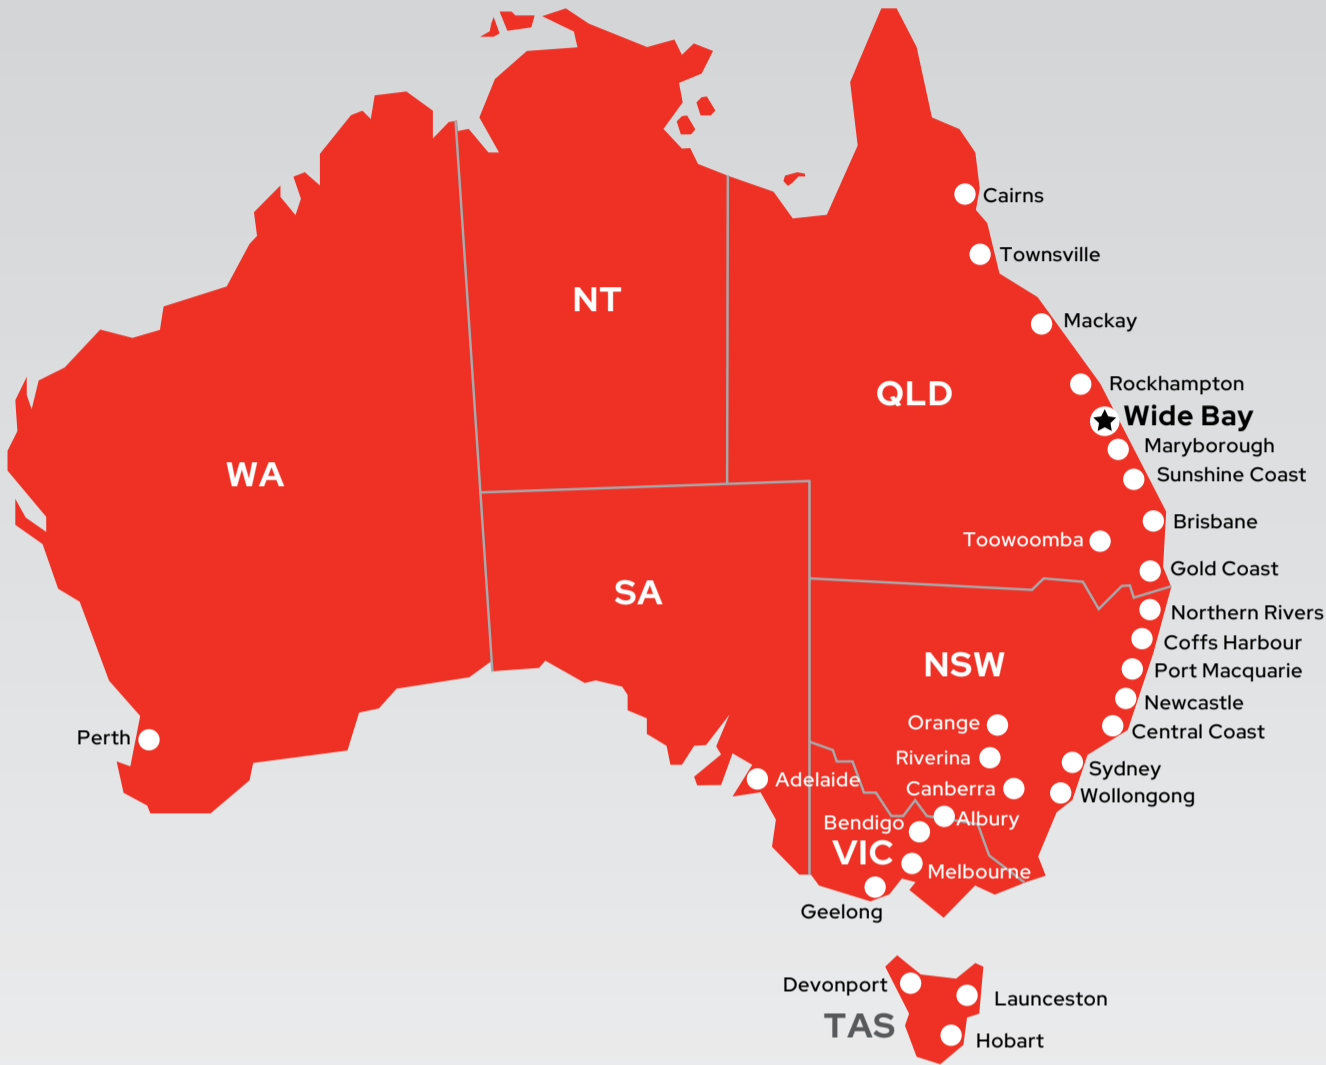 Cairns
Townsville
NT
Mackay
Rockhampton
QLD
Wide Bay
Maryborough
WA
Sunshine Coast
Brisbane
Toowoomba
Gold Coast
SA
Northern Rivers
Coffs Harbour
NSW
Port Macquarie
Newcastle
Orange
Central Coast
Perth
Riverina
Sydney
Adelaide
Canberra
Wollongong
Albury
Bendigo
VIC
Melbourne
Geelong
Devonport
Launceston
TAS
Hobart